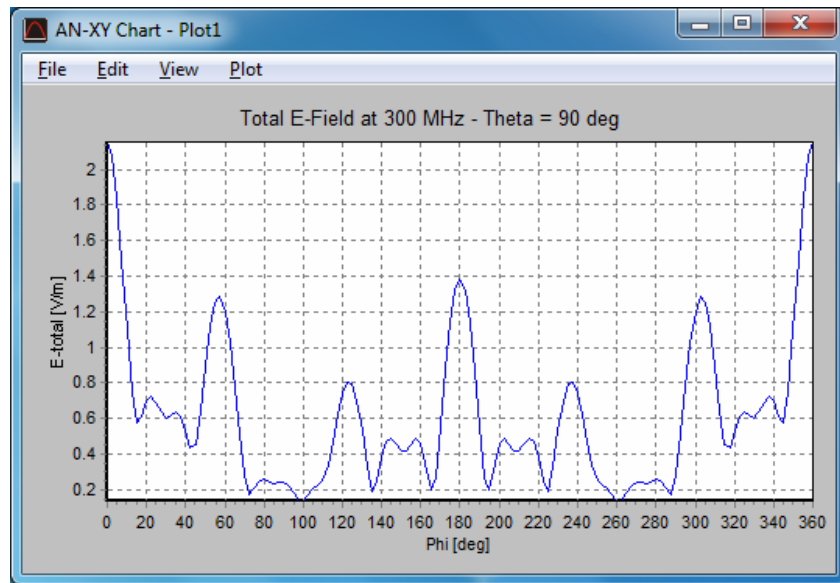 AN-XY Chart - Plot1
File Edit View Plot
Total E-Field at 300 MHz - Theta = 90 deg
E-total [V/m]
2
1.8
1.6
1.4
1.2
1
0.8
0.6
0.4
0.2
0 20 40 60 80 100 120 140 160 180 200 220 240 260 280 300 320 340 360
Phi [deg]